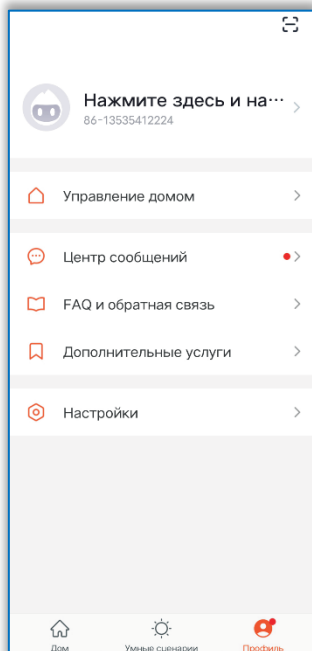 Нажмите здесь и на···
86-13535412224
Управление домом
Центр сообщений
FAQ и обратная связь
Дополнительные услуги
Настройки
Дом Умные сценарии Профиль